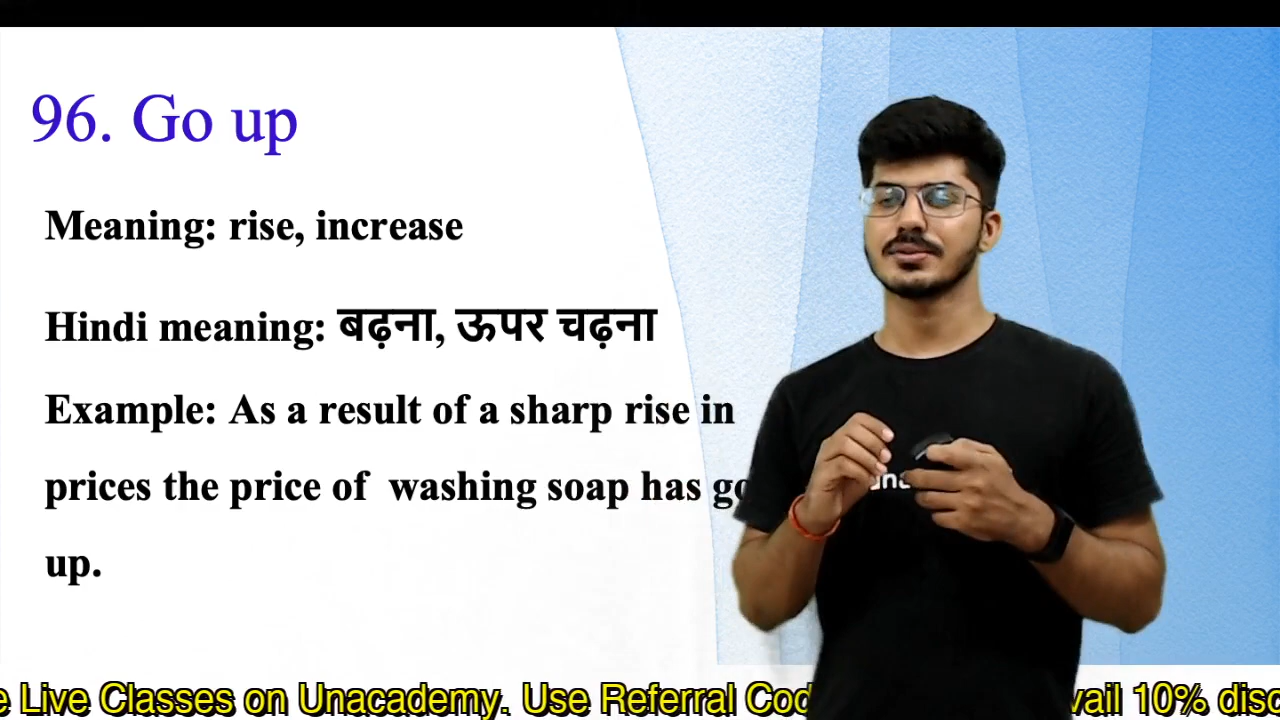 96. Go up
Meaning: rise, increase
Hindi meaning: बढ़ना, ऊपर चढ़ना
Example: As a result of a sharp rise in
prices the price of washing soap has
up.
Live Classes on Unacademy. Use Referral 10%